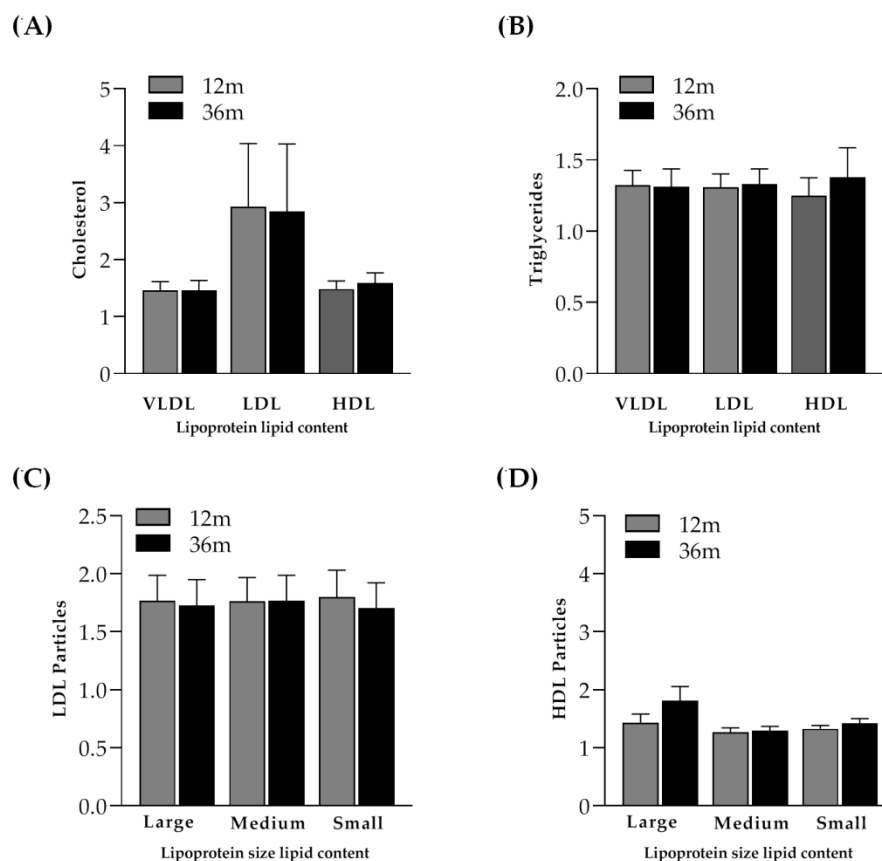 (A)
12m
36m
5
4
3
2
1
0
Cholesterol
VLDL LDL HDL
Lipoprotein lipid content
(B)
12m
36m
2.0
1.5
1.0
0.5
0.0
Triglycerides
VLDL LDL HDL
Lipoprotein lipid content
(C)
12m
36m
2.5
2.0
1.5
1.0
0.5
0.0
LDL Particles
Large Medium Small
Lipoprotein size lipid content
(D)
12m
36m
5
4
3
2
1
0
HDL Particles
Large Medium Small
Lipoprotein size lipid content